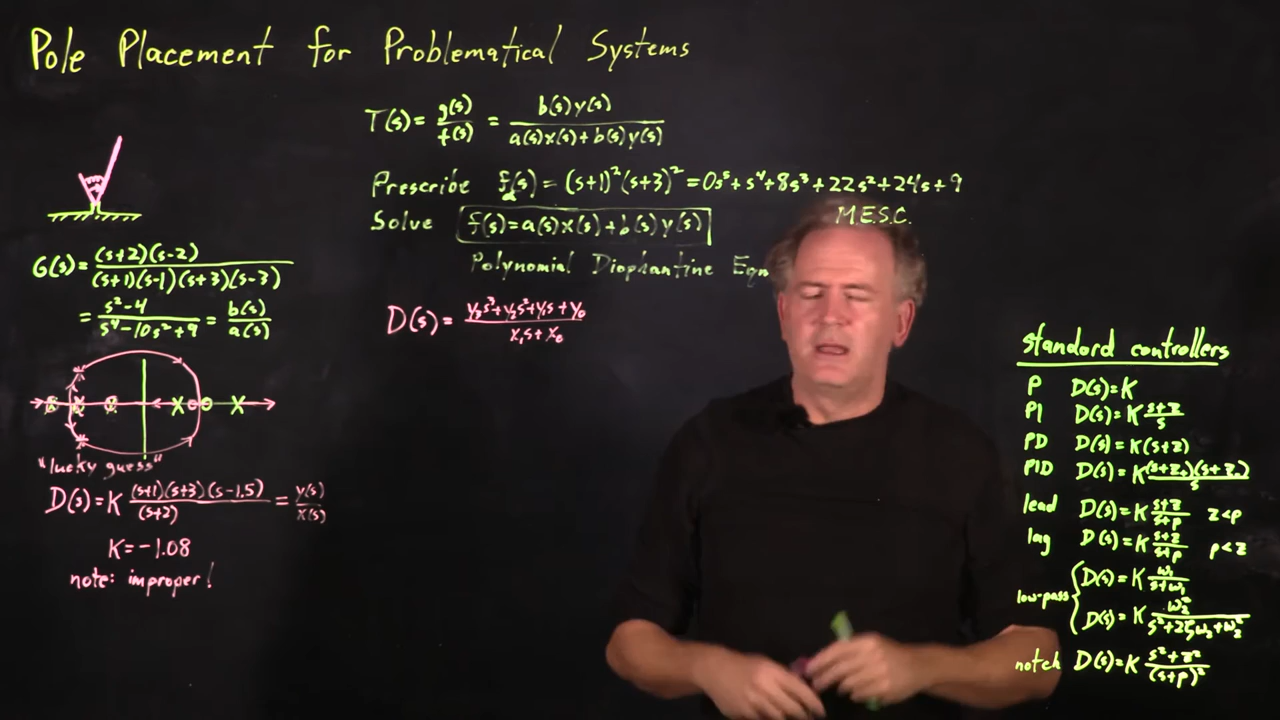 Pole Placement for Problematical Systems
T(s) = g(s)/f(s) = b(s)y(s)/(a(s)x(s)+b(s)y(s))
Prescribe f(s) = (s+1)²(s+3)² = 0s⁵+s⁴+8s³+22s²+24s+9
M.E.S.C.
Solve f(s)=a(s)x(s)+b(s)y(s)
Polynomial Diophantine Eqn
D(s) = (y₃s³+y₂s²+y₁s+y₀)/(x₁s+x₀)
G(s) = (s+2)(s-2)/((s+1)(s-1)(s+3)(s-3))
= (s²-4)/(s⁴-10s²+9) = b(s)/a(s)
"lucky guess"
D(s) = K (s+1)(s+3)(s-1.5)/(s+2) = y(s)/x(s)
K = -1.08
note: improper!
standard controllers
P D(s)=K
PI D(s)=K (s+z)/s
PD D(s)=K(s+z)
PID D(s)=K (s+z₁)(s+z₂)/s
lead D(s)=K (s+z)/(s+p) z<p
lag D(s)=K (s+z)/(s+p) p<z
low-pass { D(s)=K ω₁/(s+ω₁)
D(s)=K ω₂²/(s²+2ζω₂+ω₂²)
notch D(s)=K (s²+z²)/(s+p)²